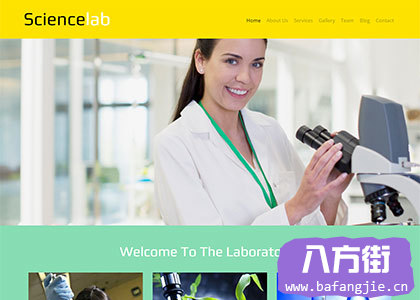 Sciencelab
Home About Us Services Gallery Team Blog Contact
Welcome To The Laborato
八方街
www.bafangjie.cn